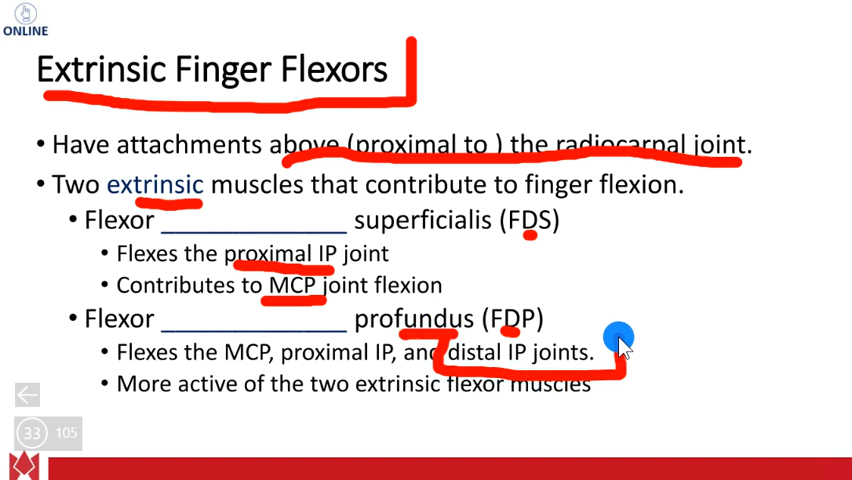 ONLINE
Extrinsic Finger Flexors
• Have attachments above (proximal to ) the radiocarpal joint.
• Two extrinsic muscles that contribute to finger flexion.
• Flexor ______________ superficialis (FDS)
• Flexes the proximal IP joint
• Contributes to MCP joint flexion
• Flexor ______________ profundus (FDP)
• Flexes the MCP, proximal IP, and distal IP joints.
• More active of the two extrinsic flexor muscles
33 105